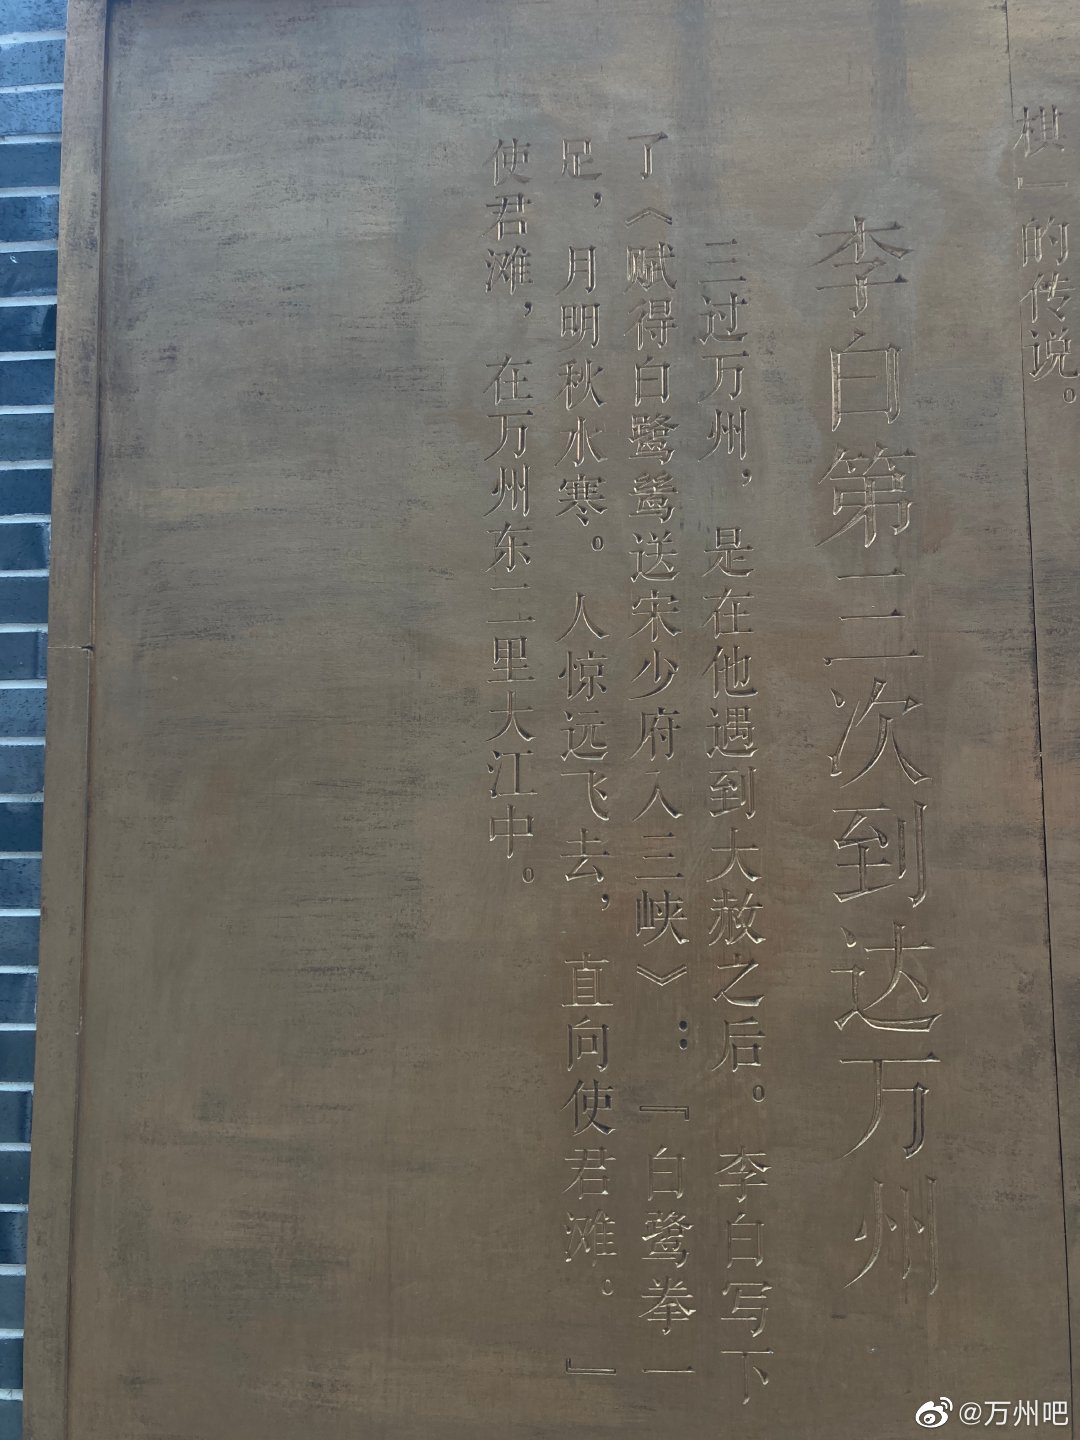 棋」的传说。
李白第三次到达万州
三过万州，是在他遇到大赦之后。李白写下
了《赋得白鹭鸶送宋少府入三峡》：『白鹭拳一
足，月明秋水寒。人惊远飞去，直向使君滩。』
使君滩，在万州东二里大江中。
@万州吧